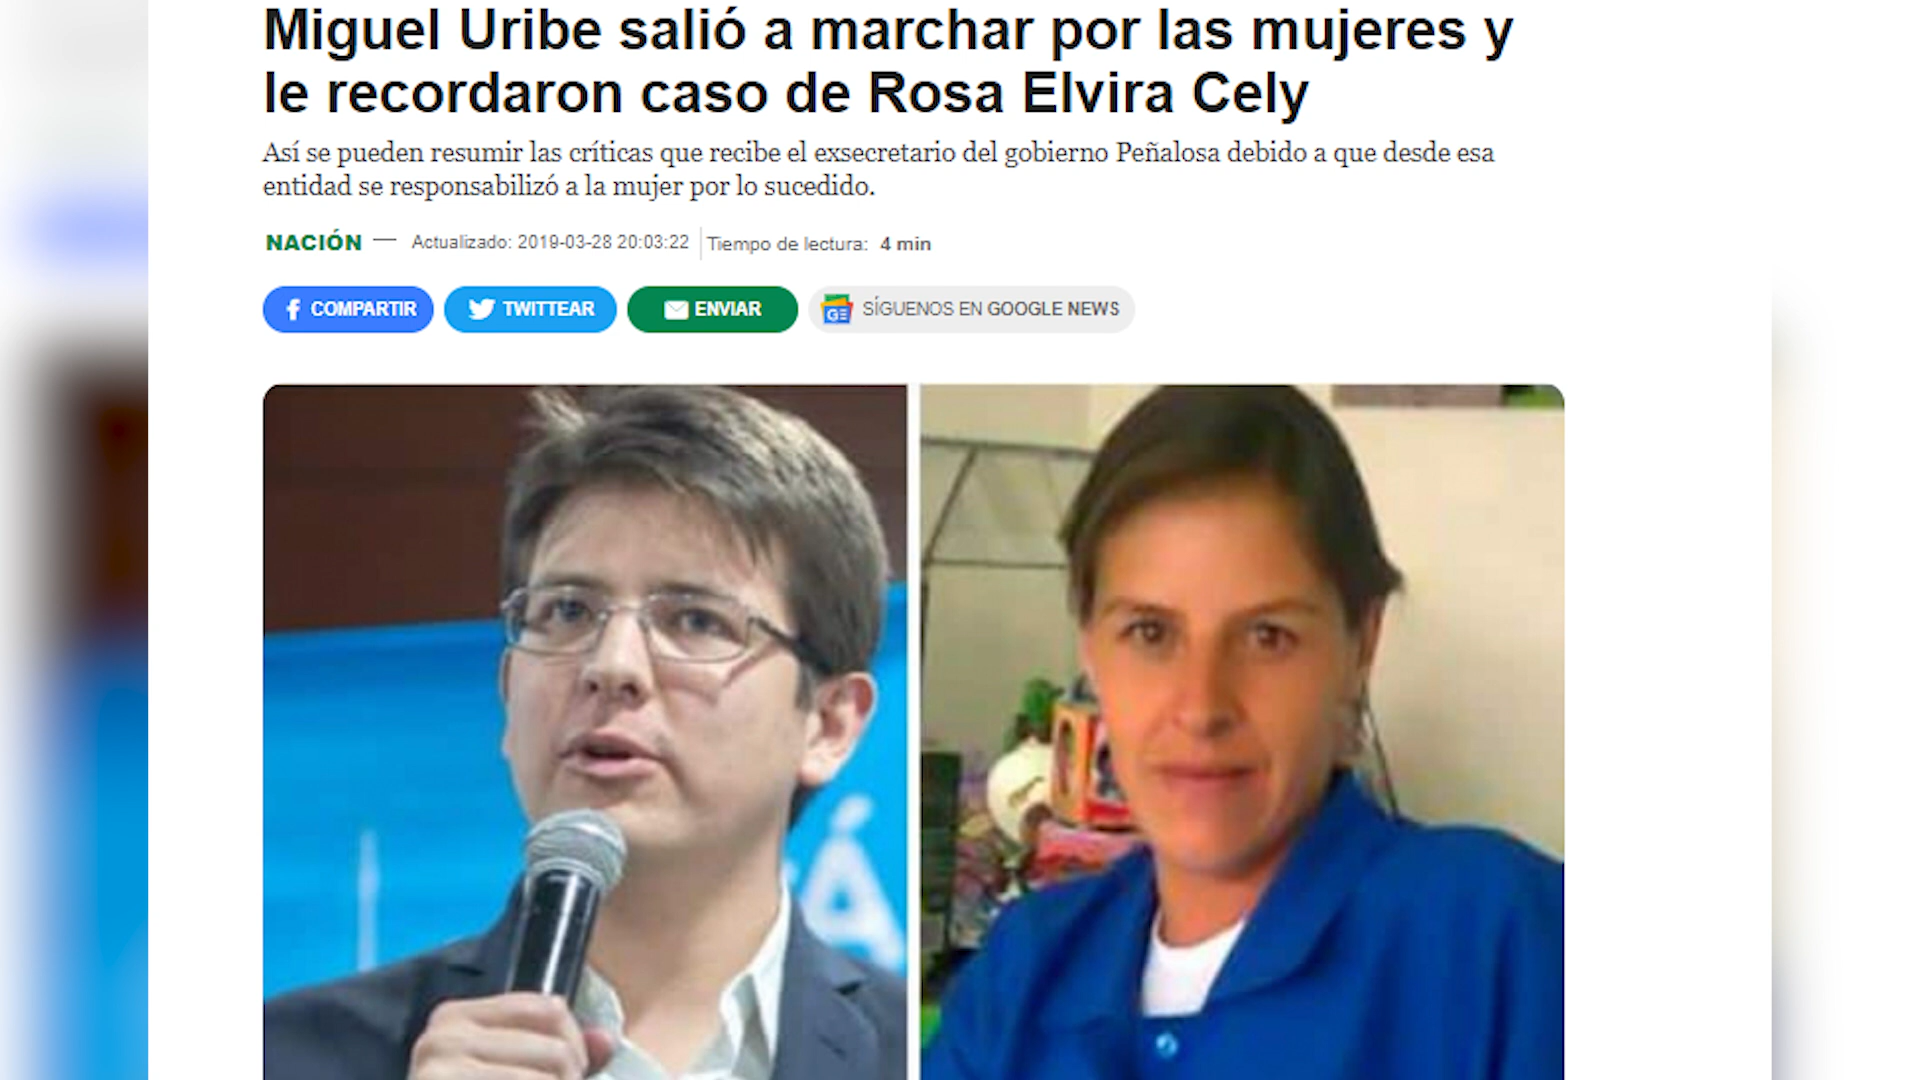 Miguel Uribe salió a marchar por las mujeres y
le recordaron caso de Rosa Elvira Cely
Así se pueden resumir las críticas que recibe el exsecretario del gobierno Peñalosa debido a que desde esa
entidad se responsabilizó a la mujer por lo sucedido.
NACIÓN — Actualizado: 2019-03-28 20:03:22 Tiempo de lectura: 4 min
COMPARTIR TWITTEAR ENVIAR GE SÍGUENOS EN GOOGLE NEWS
Á